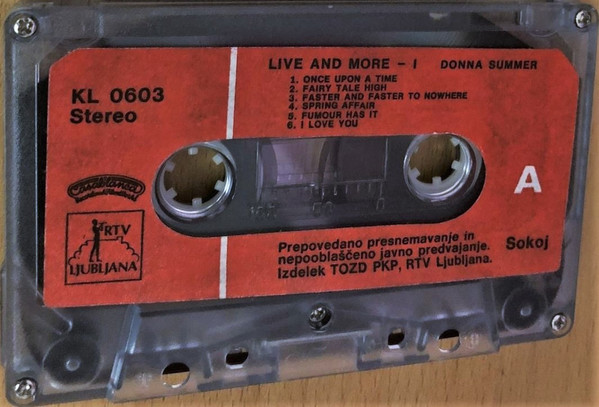 LIVE AND MORE - I DONNA SUMMER
KL 0603
Stereo
1. ONCE UPON A TIME
2. FAIRY TALE HIGH
3. FASTER AND FASTER TO NOWHERE
4. SPRING AFFAIR
5. FUMOUR HAS IT
6. I LOVE YOU
Casablanca
RTV
LJUBLJANA
A
Prepovedano presnemavanje in
nepooblaščeno javno predvajanje.
Izdelek TOZD PKP, RTV Ljubljana.
Sokoj